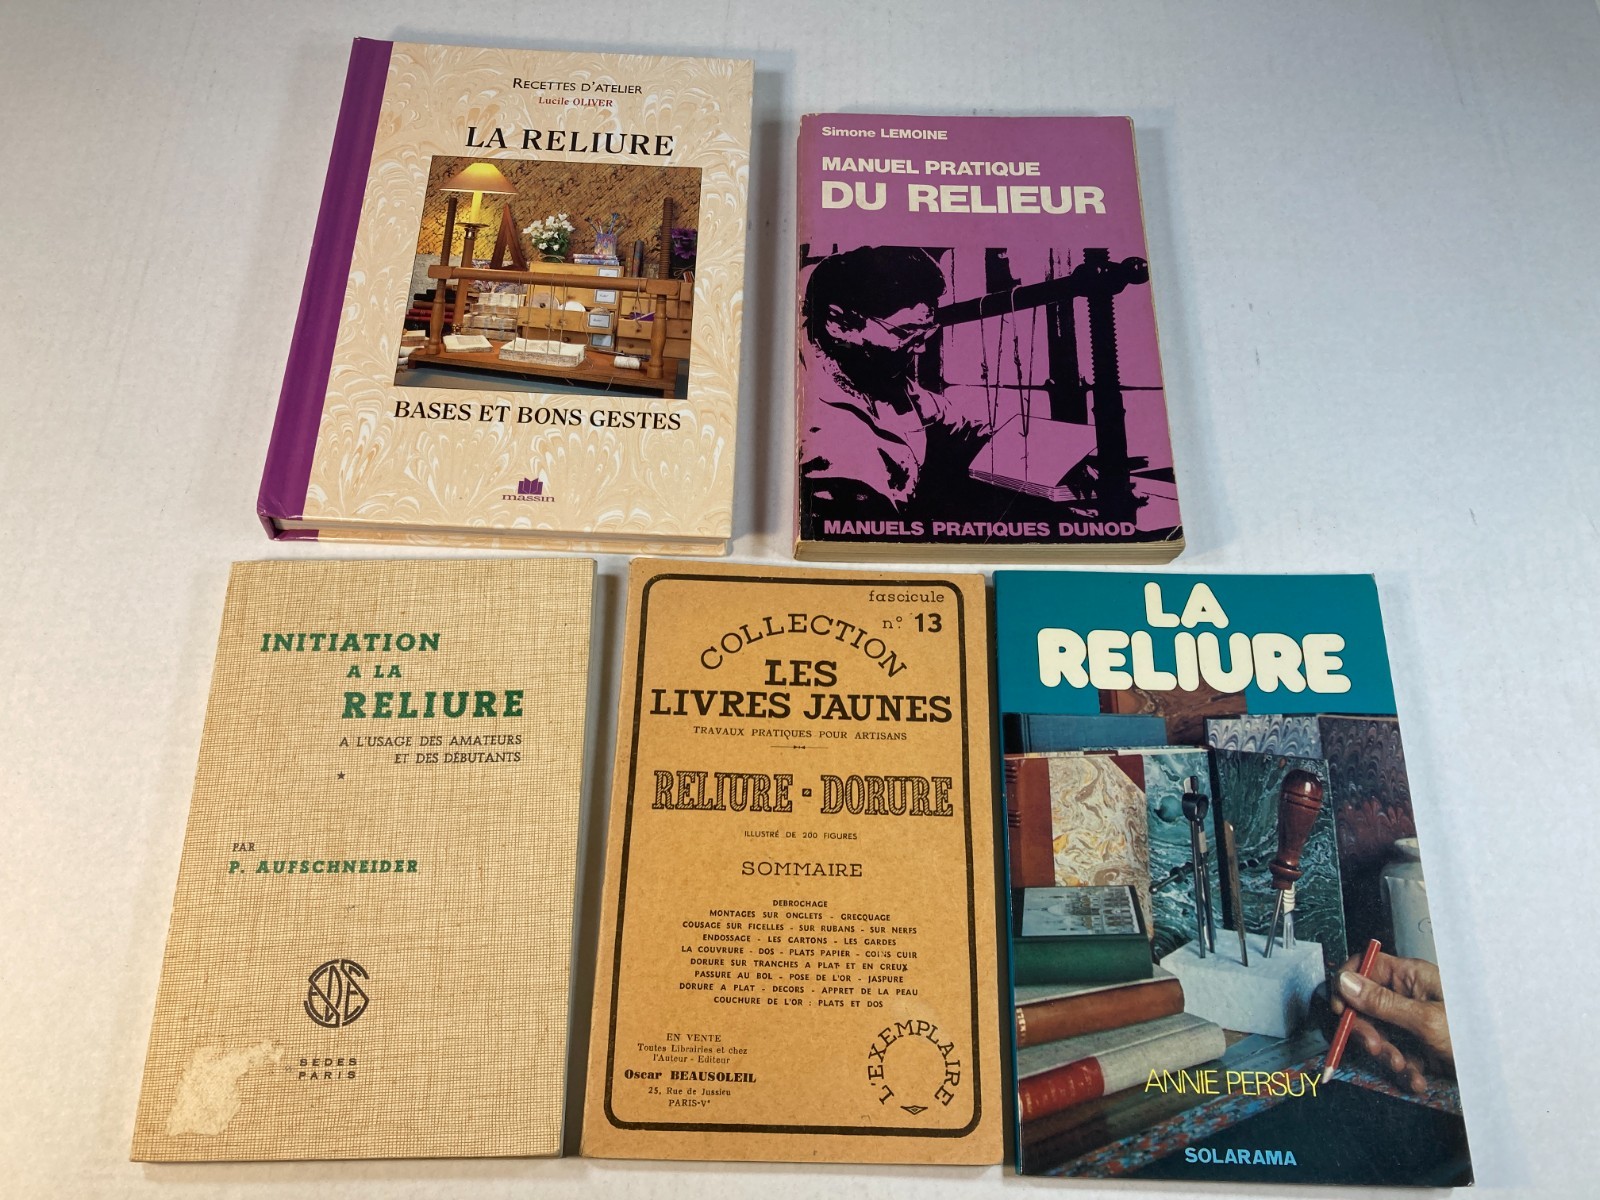 RECETTES D'ATELIER
Lucile OLIVER
LA RELIURE
BASES ET BONS GESTES
massin
Simone LEMOINE
MANUEL PRATIQUE
DU RELIEUR
MANUELS PRATIQUES DUNOD
INITIATION
A LA
RELIURE
A L'USAGE DES AMATEURS
ET DES DÉBUTANTS
PAR
P. AUFSCHNEIDER
SEDES
PARIS
fascicule
n° 13
COLLECTION
LES
LIVRES JAUNES
TRAVAUX PRATIQUES POUR ARTISANS
RELIURE - DORURE
ILLUSTRÉ DE 200 FIGURES
SOMMAIRE
DEBROCHAGE
MONTAGES SUR ONGLETS - GRECQUAGE
COUSAGE SUR FICELLES - SUR RUBANS - SUR NERFS
ENDOSSAGE - LES CARTONS - LES GARDES
LA COUVRURE - DOS - PLATS PAPIER - COINS CUIR
DORURE SUR TRANCHES A PLAT ET EN CREUX
PASSURE AU BOL - POSE DE L'OR - JASPURE
DORURE A PLAT - DECORS - APPRET DE LA PEAU
COUCHURE DE L'OR : PLATS ET DOS
EN VENTE
Toutes Librairies et chez
l'Auteur - Editeur
Oscar BEAUSOLEIL
25, Rue de Jussieu
PARIS-Vᵉ
L'EXEMPLAIRE
LA
RELIURE
ANNIE PERSUY
SOLARAMA